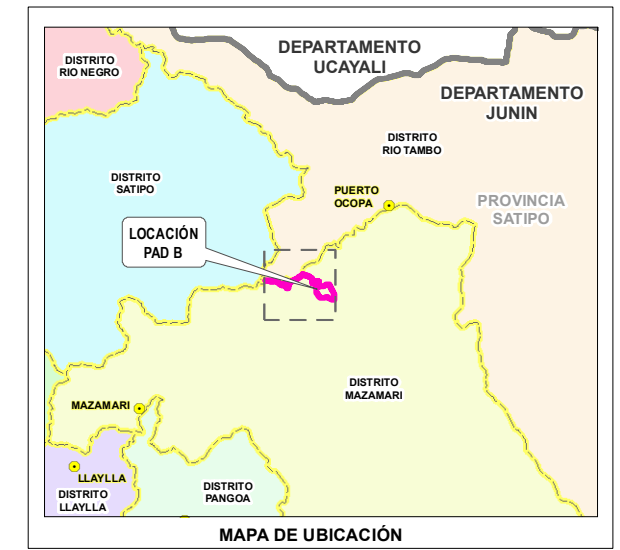 DEPARTAMENTO
UCAYALI
DISTRITO
RIO NEGRO
DEPARTAMENTO
JUNIN
DISTRITO
RIO TAMBO
DISTRITO
SATIPO
PUERTO
OCOPA
PROVINCIA
SATIPO
LOCACIÓN
PAD B
DISTRITO
MAZAMARI
MAZAMARI
LLAYLLA
DISTRITO
LLAYLLA
DISTRITO
PANGOA
MAPA DE UBICACIÓN